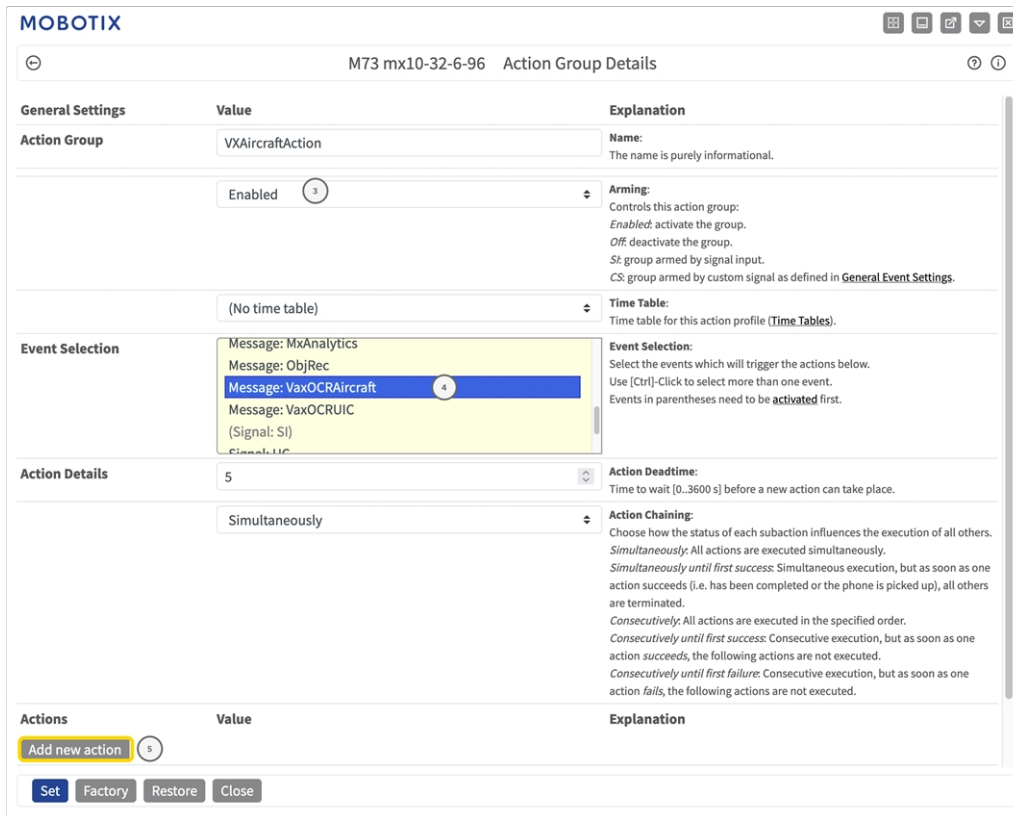 MOBOTIX
M73 mx10-32-6-96 Action Group Details
General Settings
Value
Explanation
Action Group
VXAircraftAction
Name:
The name is purely informational.
Enabled
3
Arming:
Controls this action group:
Enabled: activate the group.
Off: deactivate the group.
SI: group armed by signal input.
CS: group armed by custom signal as defined in General Event Settings.
(No time table)
Time Table:
Time table for this action profile (Time Tables).
Event Selection
Message: MxAnalytics
Message: ObjRec
Message: VaxOCRAircraft
4
Message: VaxOCRUIC
(Signal: SI)
Signal: UC
Event Selection:
Select the events which will trigger the actions below.
Use [Ctrl]-Click to select more than one event.
Events in parentheses need to be activated first.
Action Details
5
Action Deadtime:
Time to wait [0..3600 s] before a new action can take place.
Simultaneously
Action Chaining:
Choose how the status of each subaction influences the execution of all others.
Simultaneously: All actions are executed simultaneously.
Simultaneously until first success: Simultaneous execution, but as soon as one
action succeeds (i.e. has been completed or the phone is picked up), all others
are terminated.
Consecutively: All actions are executed in the specified order.
Consecutively until first success: Consecutive execution, but as soon as one
action succeeds, the following actions are not executed.
Consecutively until first failure: Consecutive execution, but as soon as one
action fails, the following actions are not executed.
Actions
Value
Explanation
Add new action
5
Set
Factory
Restore
Close